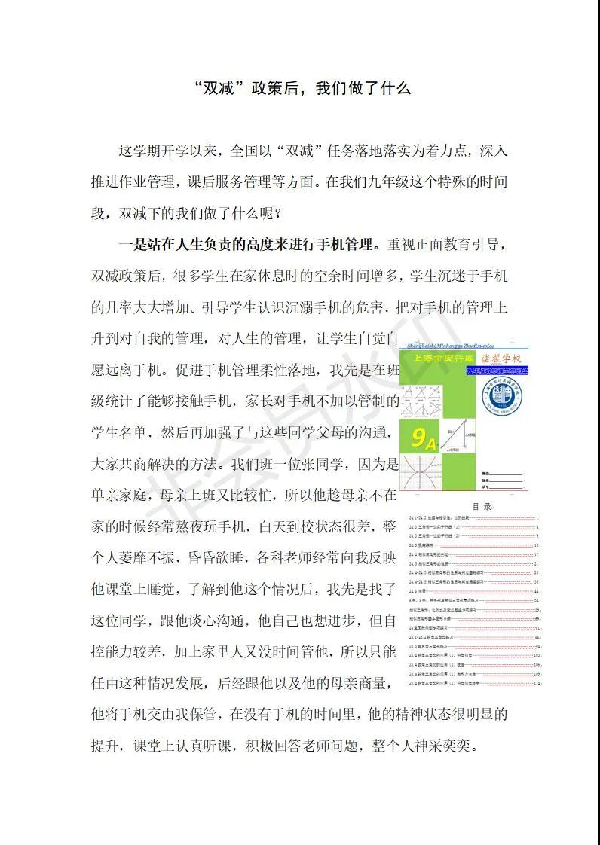 “双减”政策后，我们做了什么
这学期开学以来，全国以“双减”任务落地落实为着力点，深入
推进作业管理，课后服务管理等方面。在我们九年级这个特殊的时间
段，双减下的我们做了什么呢？
一是站在人生负责的高度来进行手机管理。重视正面教育引导，
双减政策后，很多学生在家休息时的空余时间增多，学生沉迷于手机
的几率大大增加、引导学生认识沉溺手机的危害，把对手机的管理上
升到对自我的管理，对人生的管理，让学生自觉自
愿远离手机。促进手机管理柔性落地，我先是在班
级统计了能够接触手机，家长对手机不加以管制的
学生名单，然后再加强了与这些同学父母的沟通，
大家共商解决的方法。我们班一位张同学，因为是
单亲家庭，母亲上班又比较忙，所以他趁母亲不在
家的时候经常熬夜玩手机，白天到校状态很差，整
个人萎靡不振，昏昏欲睡，各科老师经常向我反映
他课堂上睡觉，了解到他这个情况后，我先是找了
这位同学，跟他谈心沟通，他自己也想进步，但自
控能力较差，加上家里人又没时间管他，所以只能
任由这种情况发展，后经跟他以及他的母亲商量，
他将手机交由我保管，在没有手机的时间里，他的精神状态很明显的
提升，课堂上认真听课，积极回答老师问题，整个人神采奕奕。
9A
目录
非会员水印